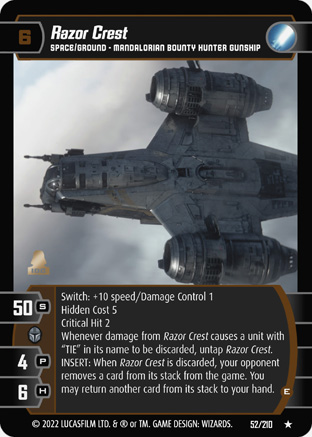 6
Razor Crest
SPACE/GROUND - MANDALORIAN BOUNTY HUNTER GUNSHIP
50 S
4 P
6 H
Switch: +10 speed/Damage Control 1
Hidden Cost 5
Critical Hit 2
Whenever damage from Razor Crest causes a unit with
"TIE" in its name to be discarded, untap Razor Crest.
INSERT: When Razor Crest is discarded, your opponent
removes a card from its stack from the game. You
may return another card from its stack to your hand.
E
© 2022 LUCASFILM LTD. & ® or TM. GAME DESIGN: WIZARDS.
52/210